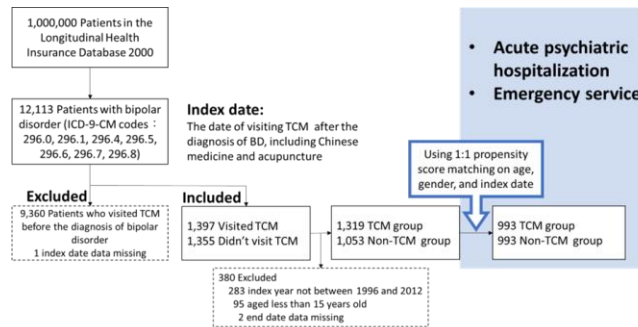 1,000,000 Patients in the
Longitudinal Health
Insurance Database 2000
12,113 Patients with bipolar
disorder (ICD-9-CM codes：
296.0, 296.1, 296.4, 296.5,
296.6, 296.7, 296.8)
Index date:
The date of visiting TCM after the
diagnosis of BD, including Chinese
medicine and acupuncture
• Acute psychiatric
hospitalization
• Emergency service
Using 1:1 propensity
score matching on age,
gender, and index date
Excluded
9,360 Patients who visited TCM
before the diagnosis of bipolar
disorder
1 index date data missing
Included
1,397 Visited TCM
1,355 Didn't visit TCM
1,319 TCM group
1,053 Non-TCM group
993 TCM group
993 Non-TCM group
380 Excluded
283 index year not between 1996 and 2012
95 aged less than 15 years old
2 end date data missing